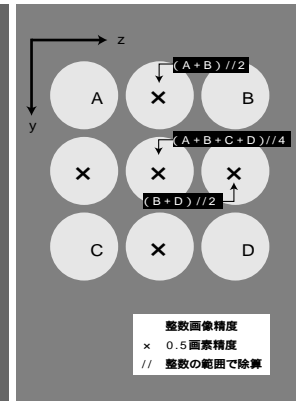 z
(A+B)//2
A
B
y
(A+B+C+D)//4
×
×
×
×
(B+D)//2
C
×
D
整数画像精度
× 0.5画素精度
// 整数の範囲で除算